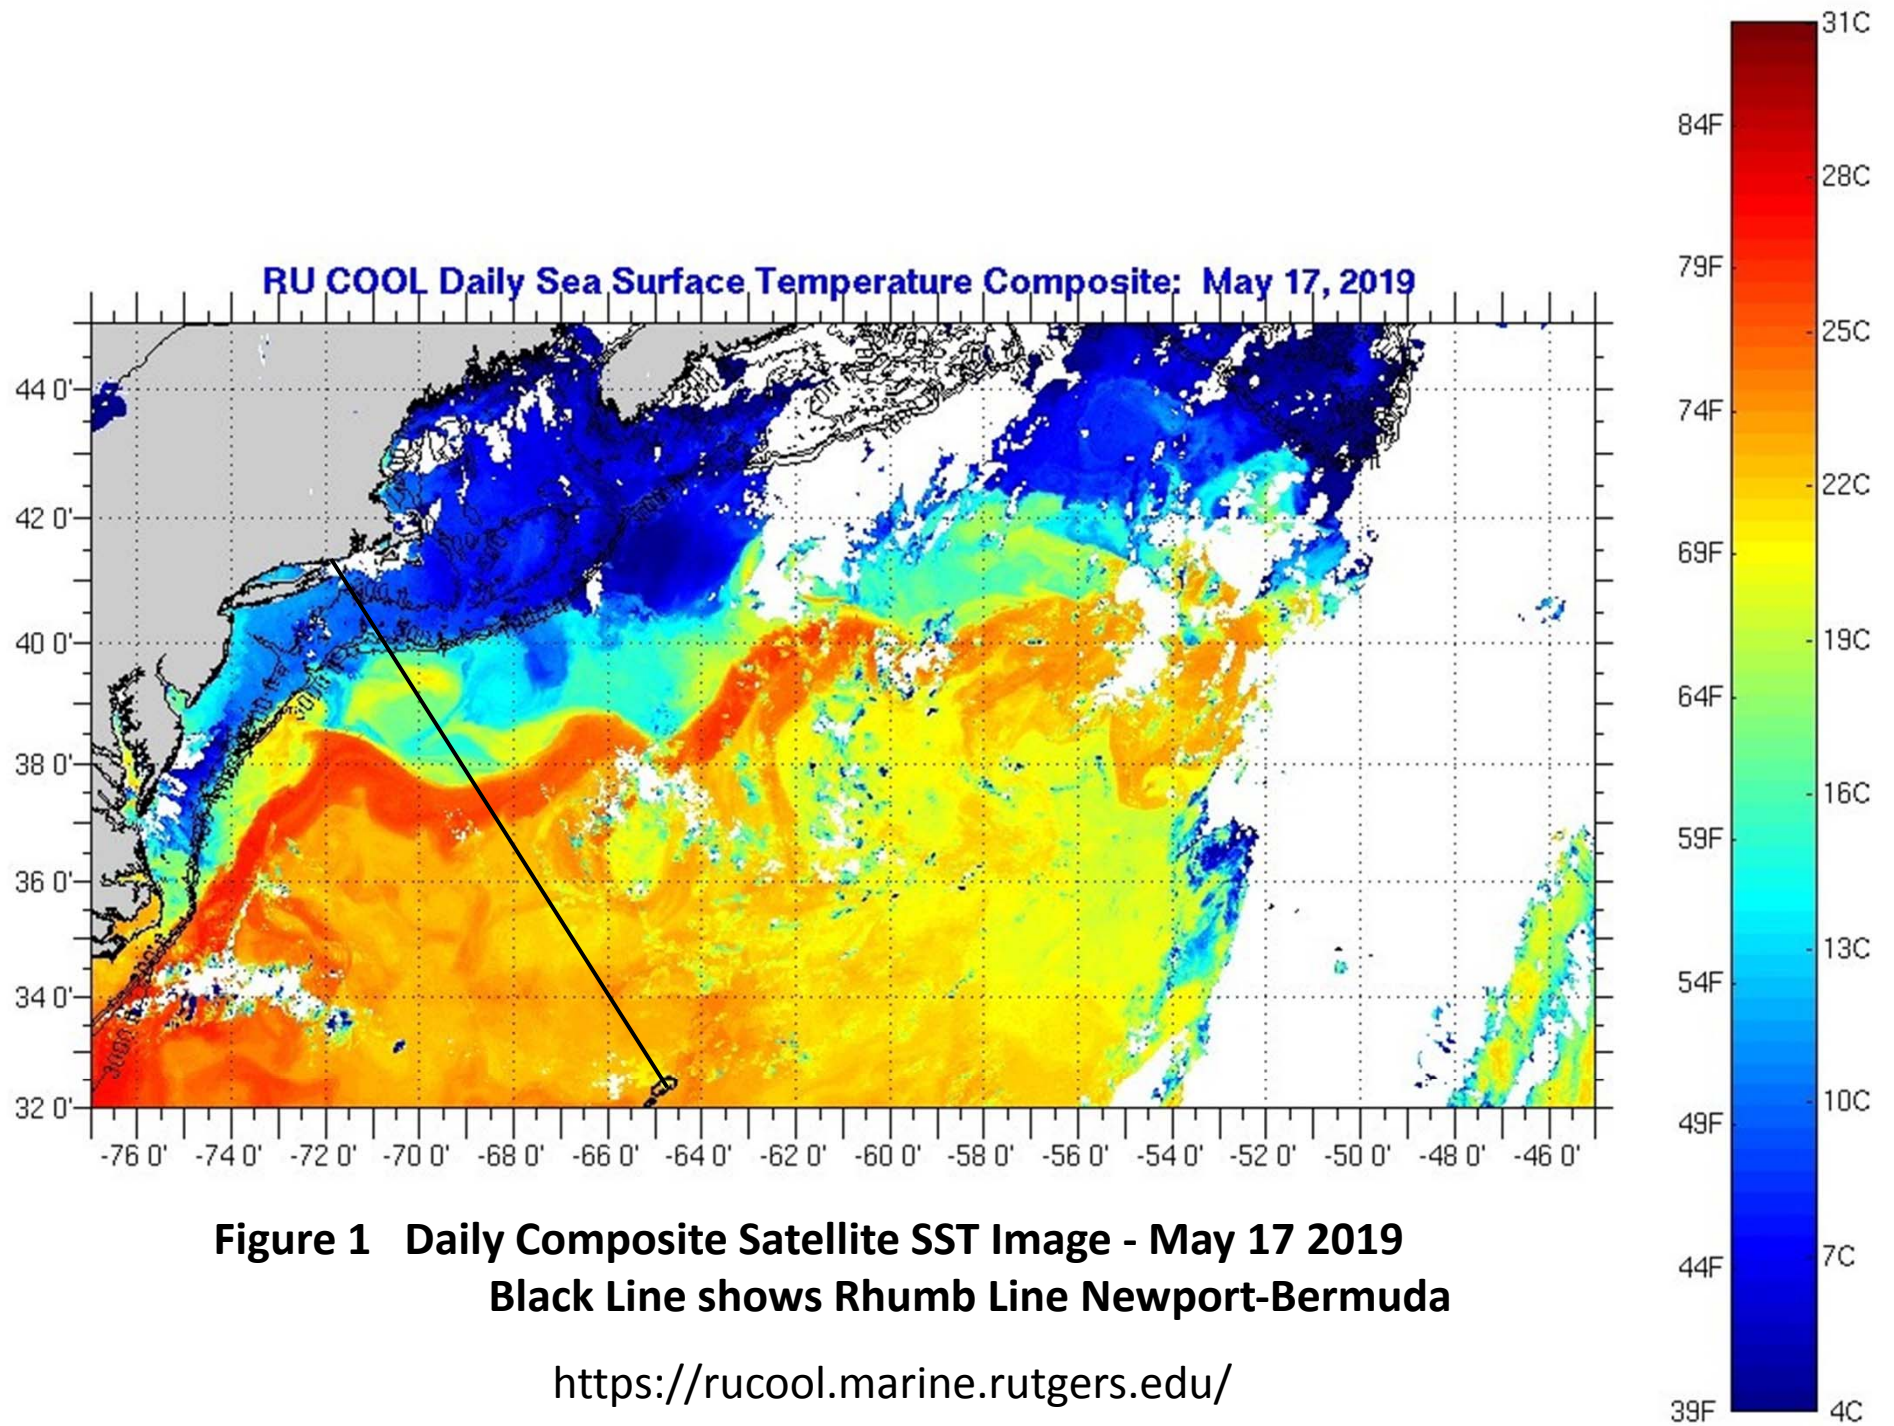 31C
84F
28C
RU COOL Daily Sea Surface Temperature Composite: May 17, 2019
79F
25C
44 0'
74F
22C
42 0'
69F
40 0'
19C
64F
38 0'
16C
59F
36 0'
13C
34 0'
54F
3000
10C
32 0'
49F
-76 0' -74 0' -72 0' -70 0' -68 0' -66 0' -64 0' -62 0' -60 0' -58 0' -56 0' -54 0' -52 0' -50 0' -48 0' -46 0'
Figure 1 Daily Composite Satellite SST Image - May 17 2019
7C
44F
Black Line shows Rhumb Line Newport-Bermuda
https://rucool.marine.rutgers.edu/
39F
4C